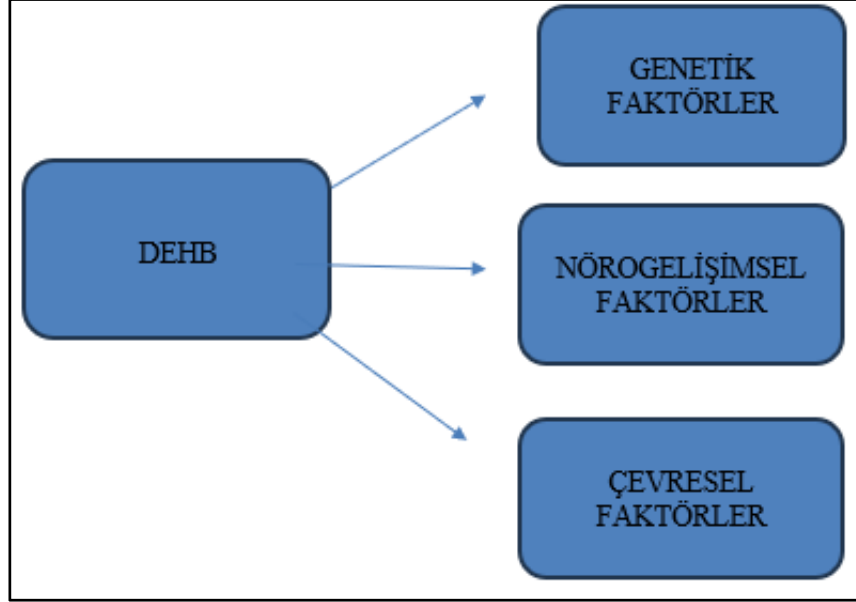 GENETİK
FAKTÖRLER
DEHB
NÖROGELİŞİMSEL
FAKTÖRLER
ÇEVRESEL
FAKTÖRLER